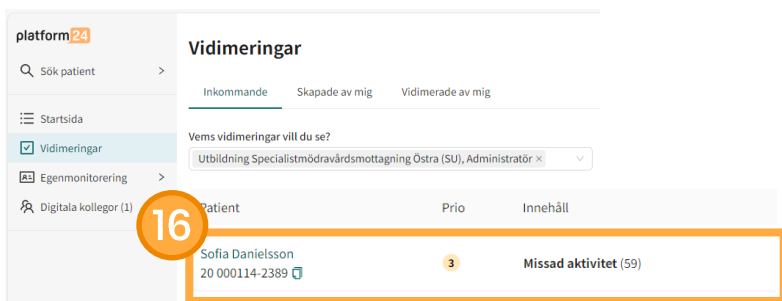 platform24
Sök patient
Startsida
Vidimeringar
Egenmonitorering
Digitala kollegor (1)
Vidimeringar
Inkommande Skapade av mig Vidimerade av mig
Vems vidimeringar vill du se?
Utbildning Specialistmödravårdsmottagning Östra (SU), Administratör ×
Patient Prio Innehåll
16
Sofia Danielsson
20 000114-2389
3 Missad aktivitet (59)